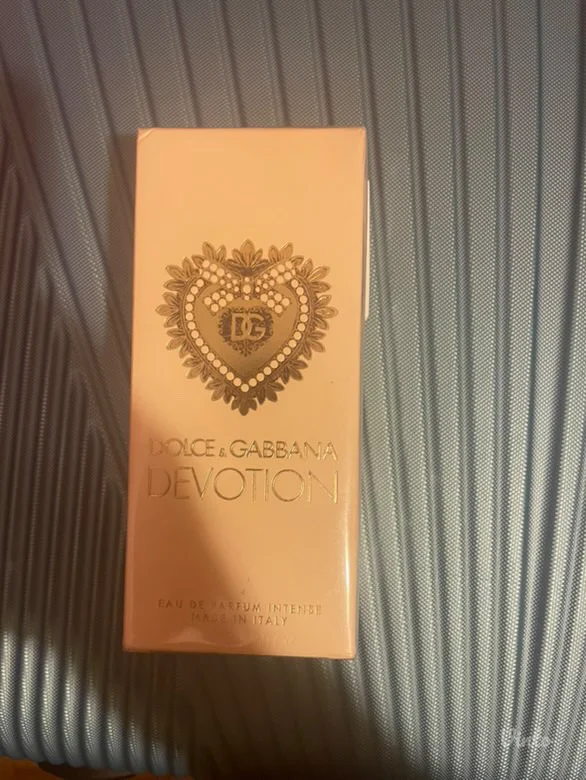 DG
DOLCE & GABBANA
DEVOTION
EAU DE PARFUM INTENSE
MADE IN ITALY